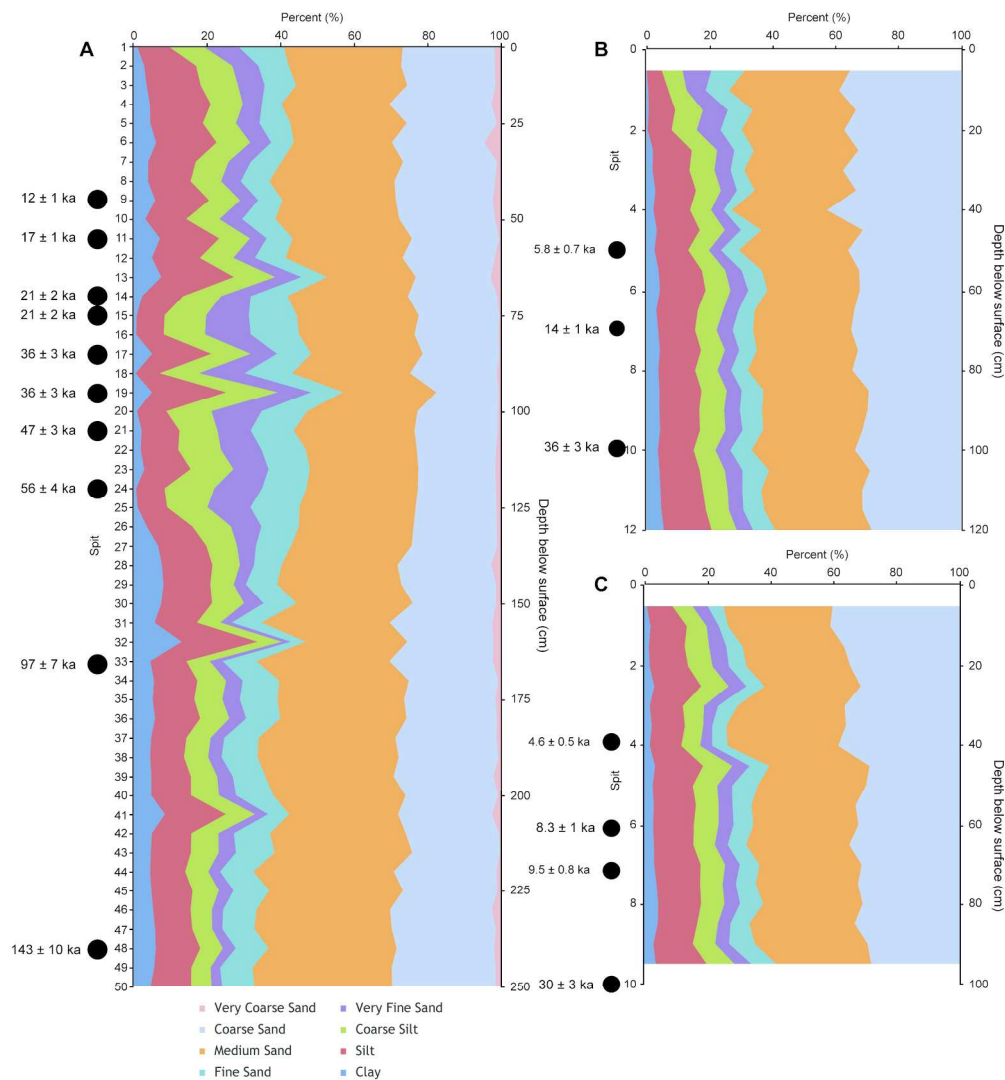 Percent (%)
A
0 20 40 60 80 100
1
2
3
4
5
6
7
8
9
10
11
12
13
14
15
16
17
18
19
20
21
22
23
24
25
26
27
28
29
30
31
32
33
34
35
36
37
38
39
40
41
42
43
44
45
46
47
48
49
50
Spit
12 ± 1 ka
17 ± 1 ka
21 ± 2 ka
21 ± 2 ka
36 ± 3 ka
36 ± 3 ka
47 ± 3 ka
56 ± 4 ka
97 ± 7 ka
143 ± 10 ka
0
25
50
75
100
125
150
175
200
225
250
Depth below surface (cm)
Percent (%)
B
0 20 40 60 80 100
0
2
4
6
8
10
12
Spit
5.8 ± 0.7 ka
14 ± 1 ka
36 ± 3 ka
0
20
40
60
80
100
120
Depth below surface (cm)
Percent (%)
C
0 20 40 60 80 100
0
2
4
6
8
10
Spit
4.6 ± 0.5 ka
8.3 ± 1 ka
9.5 ± 0.8 ka
30 ± 3 ka
0
20
40
60
80
100
Depth below surface (cm)
Very Coarse Sand
Coarse Sand
Medium Sand
Fine Sand
Very Fine Sand
Coarse Silt
Silt
Clay